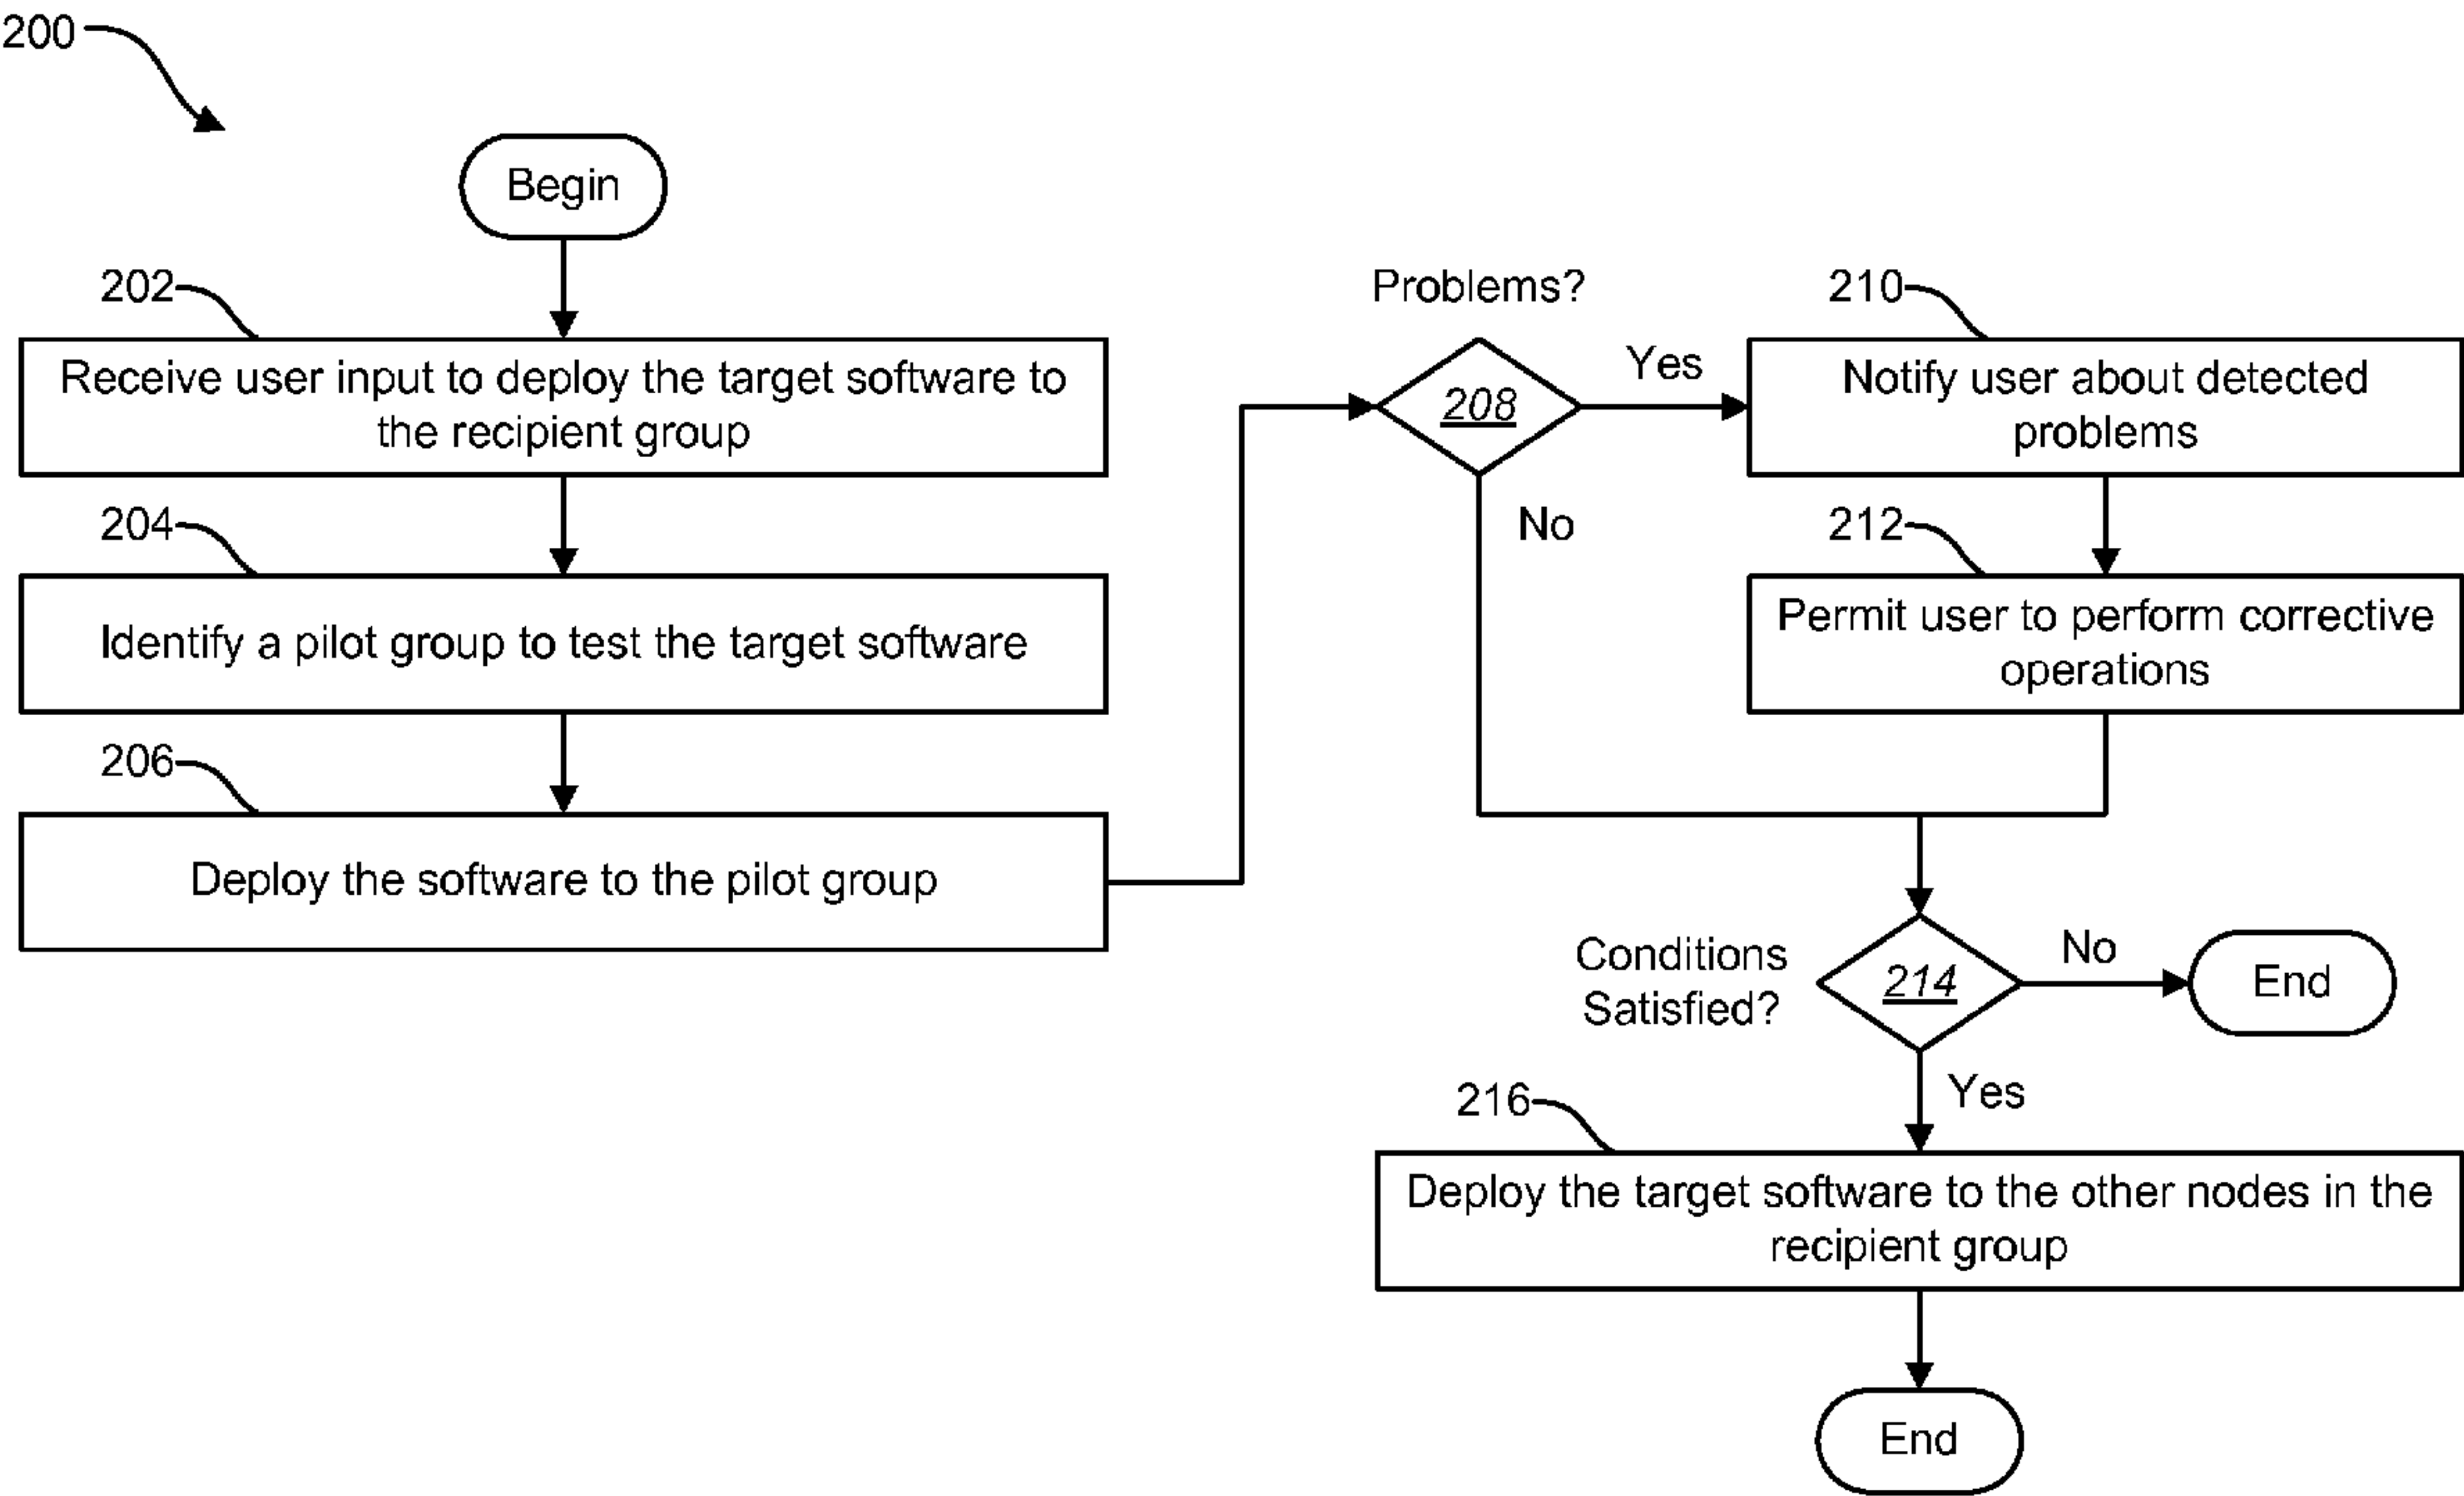 200
Begin
202
Receive user input to deploy the target software to
the recipient group
204
Identify a pilot group to test the target software
206
Deploy the software to the pilot group
Problems?
208
Yes
No
210
Notify user about detected
problems
212
Permit user to perform corrective
operations
Conditions
Satisfied?
214
No
End
Yes
216
Deploy the target software to the other nodes in the
recipient group
End